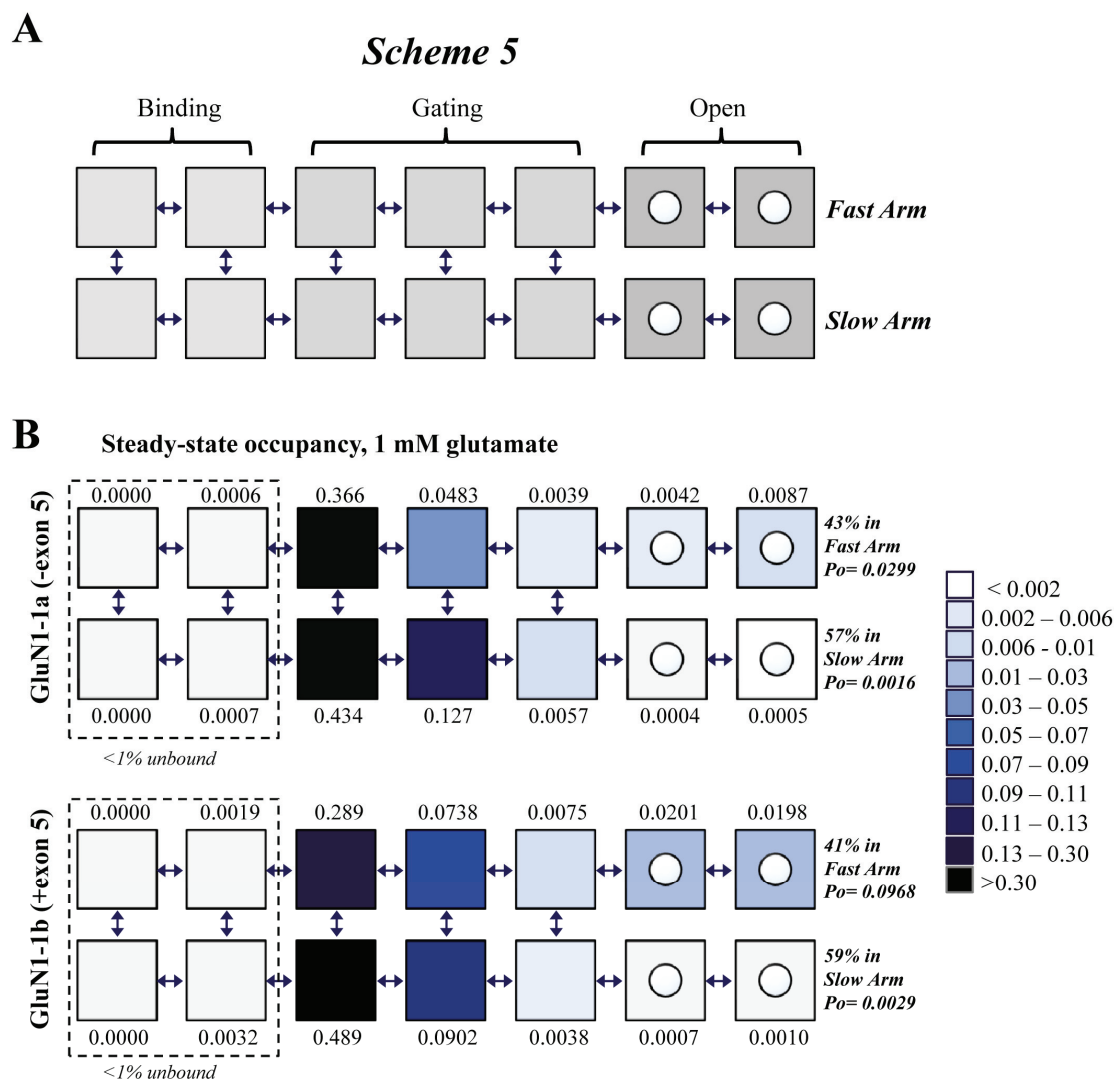 A
Scheme 5
Binding Gating Open
Fast Arm
Slow Arm
B
Steady-state occupancy, 1 mM glutamate
GluN1-1a (-exon 5)
0.0000 0.0006 0.366 0.0483 0.0039 0.0042 0.0087
43% in
Fast Arm
Po= 0.0299
57% in
Slow Arm
Po= 0.0016
0.0000 0.0007 0.434 0.127 0.0057 0.0004 0.0005
<1% unbound
GluN1-1b (+exon 5)
0.0000 0.0019 0.289 0.0738 0.0075 0.0201 0.0198
41% in
Fast Arm
Po= 0.0968
59% in
Slow Arm
Po= 0.0029
0.0000 0.0032 0.489 0.0902 0.0038 0.0007 0.0010
<1% unbound
< 0.002
0.002 – 0.006
0.006 - 0.01
0.01 – 0.03
0.03 – 0.05
0.05 – 0.07
0.07 – 0.09
0.09 – 0.11
0.11 – 0.13
0.13 – 0.30
>0.30